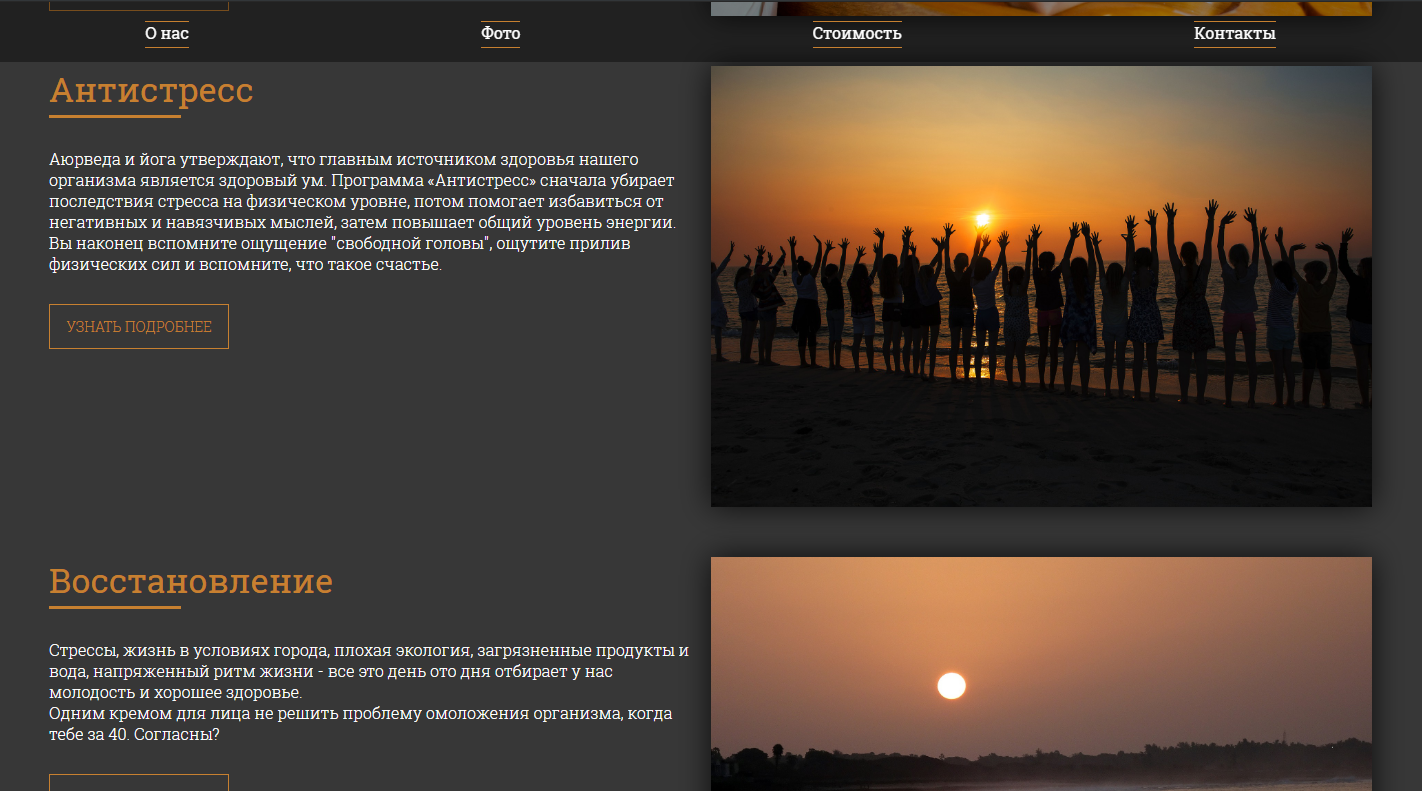 О нас
Фото
Стоимость
Контакты
Антистресс
Аюрведа и йога утверждают, что главным источником здоровья нашего
организма является здоровый ум. Программа «Антистресс» сначала убирает
последствия стресса на физическом уровне, потом помогает избавиться от
негативных и навязчивых мыслей, затем повышает общий уровень энергии.
Вы наконец вспомните ощущение "свободной головы", ощутите прилив
физических сил и вспомните, что такое счастье.
УЗНАТЬ ПОДРОБНЕЕ
Восстановление
Стрессы, жизнь в условиях города, плохая экология, загрязненные продукты и
вода, напряженный ритм жизни - все это день ото дня отбирает у нас
молодость и хорошее здоровье.
Одним кремом для лица не решить проблему омоложения организма, когда
тебе за 40. Согласны?